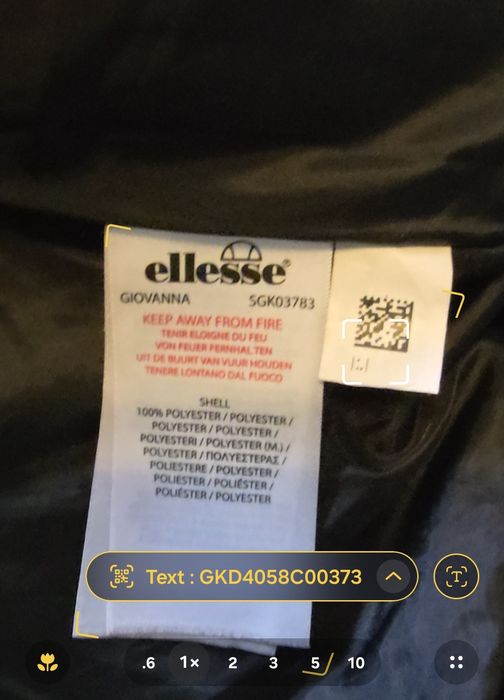 ellesse®
GIOVANNA SGK03783
KEEP AWAY FROM FIRE
TENIR ELOIGNE DU FEU
VON FEUER FERNHALTEN
UIT DE BUURT VAN VUUR HOUDEN
TENERE LONTANO DAL FUOCO
SHELL
100% POLYESTER / POLYESTER /
POLYESTER / POLYESTER /
POLYESTERI / POLYESTER (M.) /
POLYESTER / ΠΟΛΥΕΣΤΕΡΑΣ /
POLIESTERE / POLYESTER /
POLIESTER / POLIÉSTER /
POLIÉSTER / POLYESTER
Text : GKD4058C00373
T
.6 1× 2 3 5 10